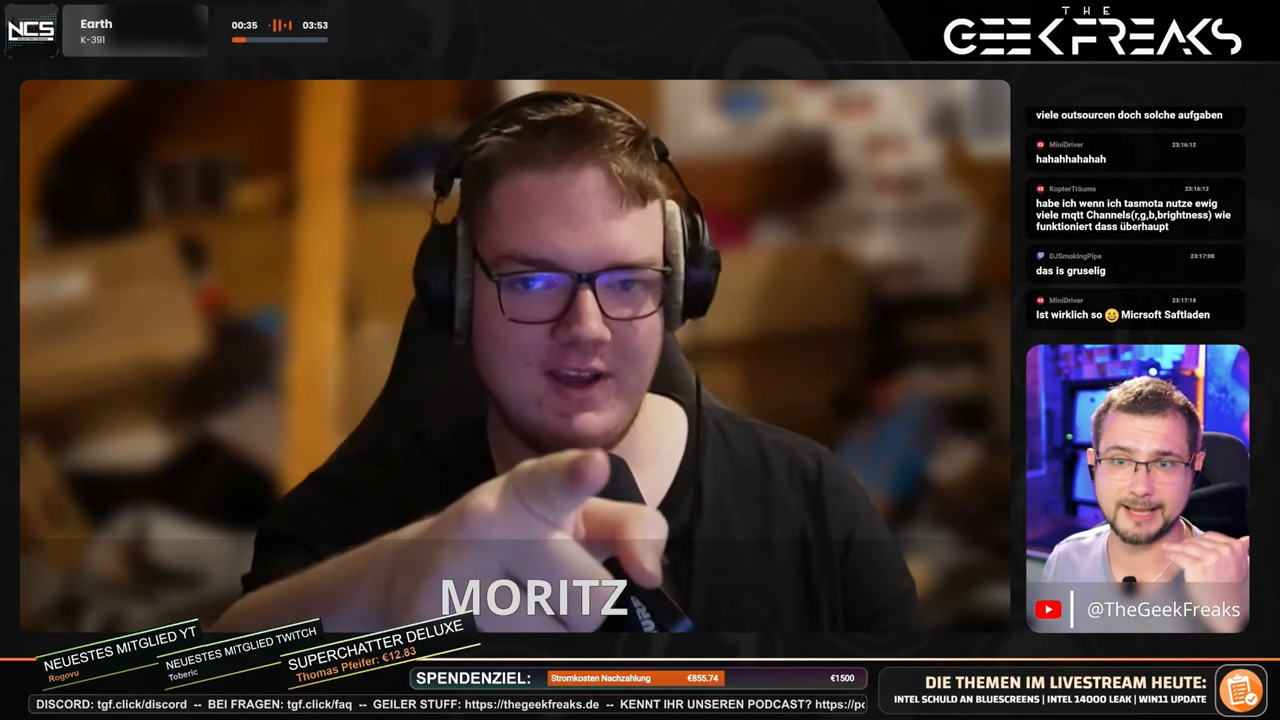 NCS
Earth
K-391
00:35
03:53
THE
GEEKFREAKS
viele outsourcen doch solche aufgaben
MiniDriver 23:16:12
hahahhahahah
KopterTräume 23:16:12
habe ich wenn ich tasmota nutze ewig
viele mqtt Channels(r,g,b,brightness) wie
funktioniert dass überhaupt
DJSmokingPipe 23:17:08
das is gruselig
MiniDriver 23:17:18
Ist wirklich so 😀 Micrsoft Saftladen
MORITZ
@TheGeekFreaks
NEUESTES MITGLIED YT
Rogovu
NEUESTES MITGLIED TWITCH
Toberic
SUPERCHATTER DELUXE
Thomas Pfeifer: €12.83
SPENDENZIEL:
Stromkosten Nachzahlung €855.74 €1500
DIE THEMEN IM LIVESTREAM HEUTE:
INTEL SCHULD AN BLUESCREENS | INTEL 14000 LEAK | WIN11 UPDATE
DISCORD: tgf.click/discord -- BEI FRAGEN: tgf.click/faq -- GEILER STUFF: https://thegeekfreaks.de -- KENNT IHR UNSEREN PODCAST? https://